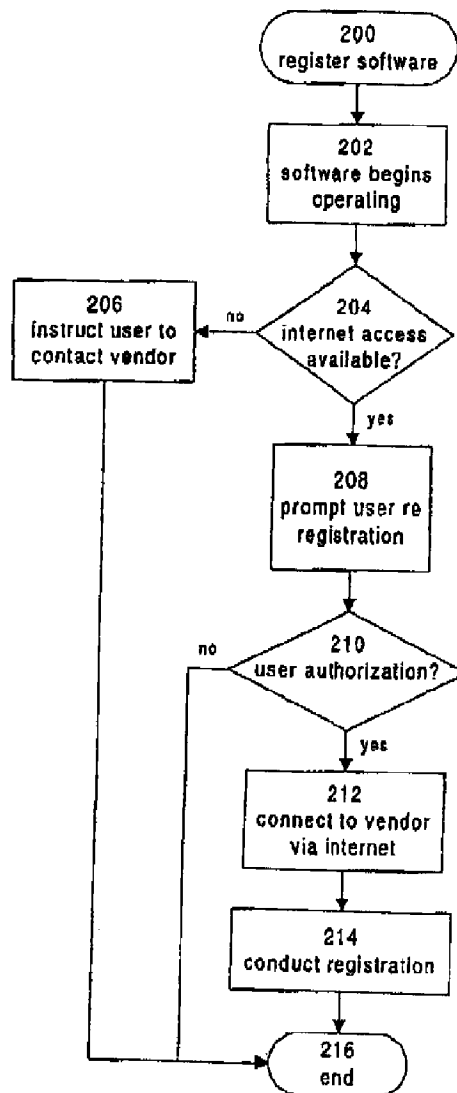 200
register software
202
software begins
operating
204
internet access
available?
no
206
instruct user to
contact vendor
yes
208
prompt user re
registration
210
user authorization?
no
yes
212
connect to vendor
via internet
214
conduct registration
216
end